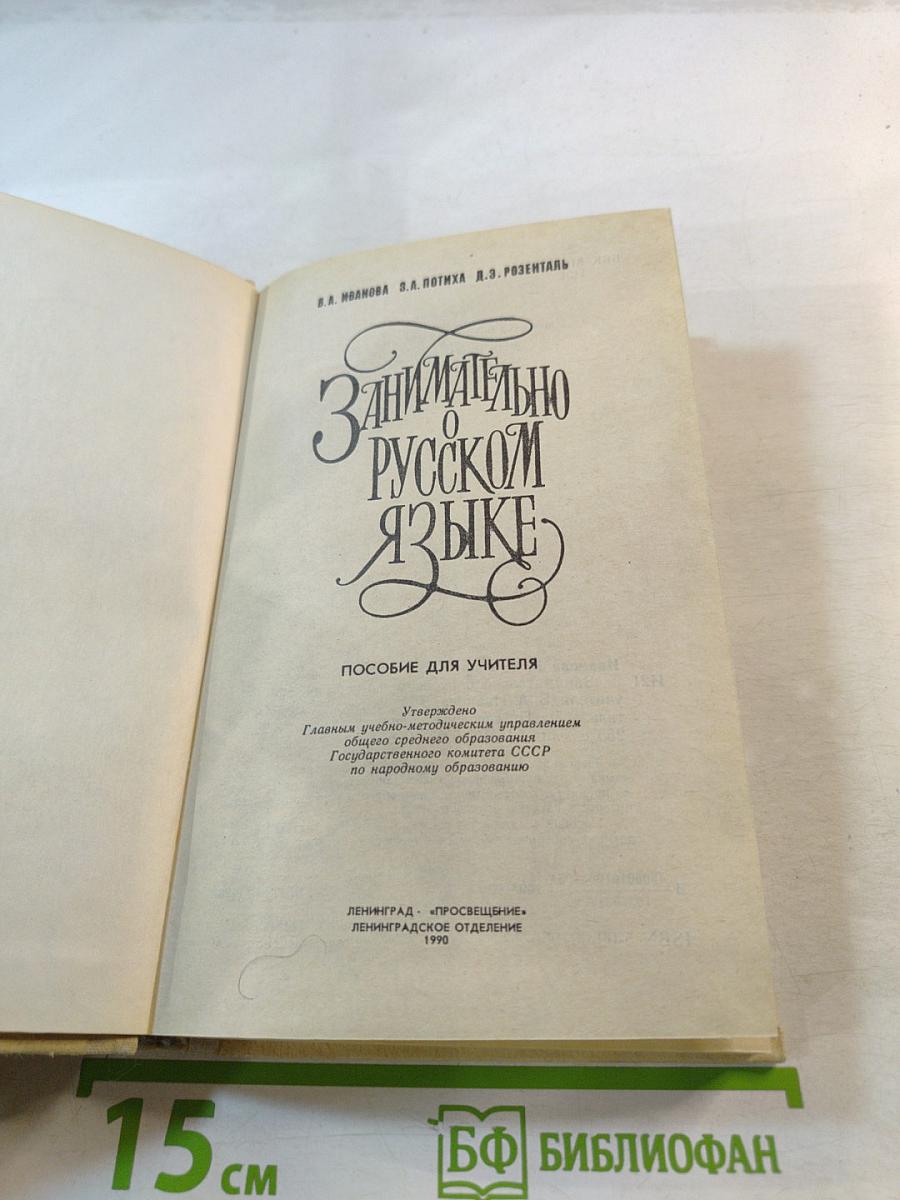 В.А. ИВАНОВА З.А. ПОТИХА Д.Э. РОЗЕНТАЛЬ
ЗАНИМАТЕЛЬНО
О
РУССКОМ
ЯЗЫКЕ
ПОСОБИЕ ДЛЯ УЧИТЕЛЯ
Утверждено
Главным учебно-методическим управлением
общего среднего образования
Государственного комитета СССР
по народному образованию
ЛЕНИНГРАД · «ПРОСВЕЩЕНИЕ»
ЛЕНИНГРАДСКОЕ ОТДЕЛЕНИЕ
1990
15 СМ
БФ БИБЛИОФАН